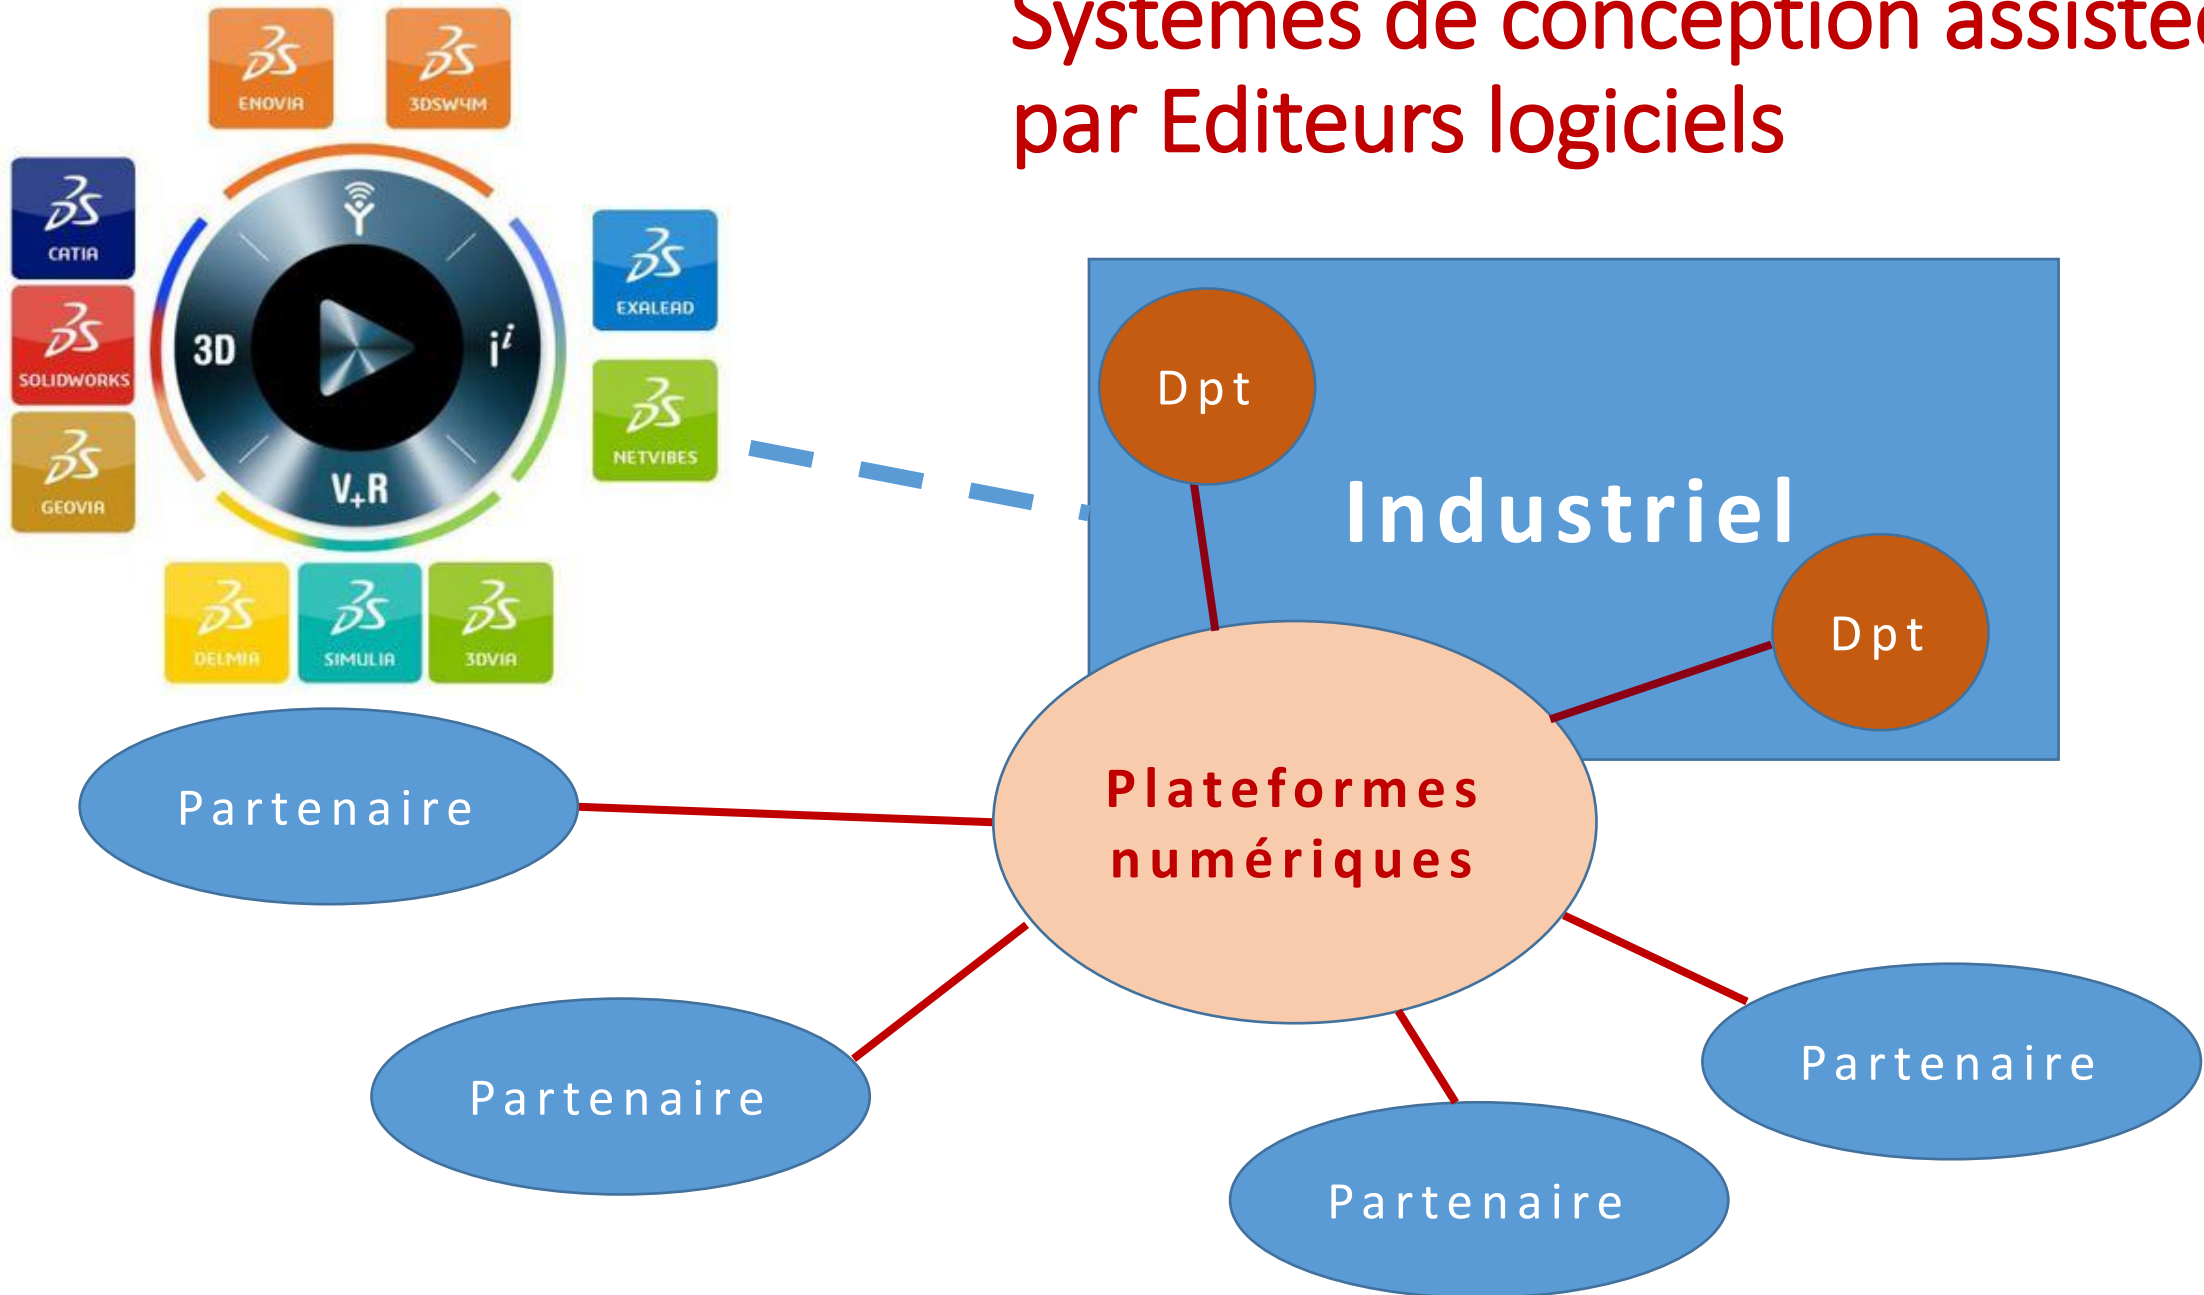 Systèmes de conception assistée
par Editeurs logiciels
ENOVIA
3DSW4M
CATIA
SOLIDWORKS
GEOVIA
3D
i i
V+R
EXALEAD
NETVIBES
DELMIA
SIMULIA
3DVIA
Dpt
Industriel
Dpt
Plateformes
numériques
Partenaire
Partenaire
Partenaire
Partenaire